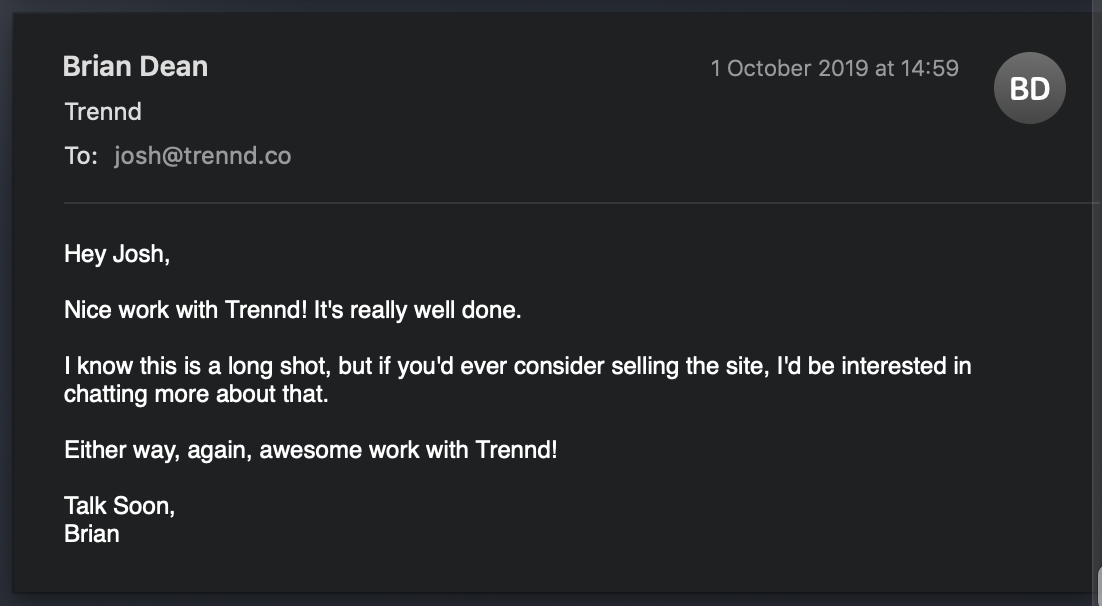 Brian Dean
1 October 2019 at 14:59
BD
Trennd
To: josh@trennd.co
Hey Josh,
Nice work with Trennd! It's really well done.
I know this is a long shot, but if you'd ever consider selling the site, I'd be interested in
chatting more about that.
Either way, again, awesome work with Trennd!
Talk Soon,
Brian